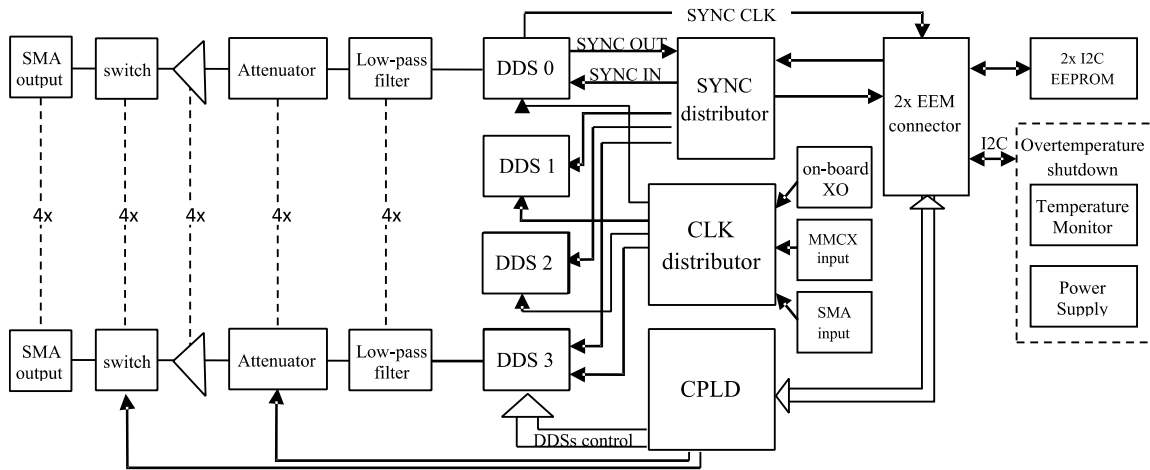 SYNC CLK
SMA
output
switch
Attenuator
Low-pass
filter
DDS 0
SYNC OUT
SYNC IN
SYNC
distributor
2x EEM
connector
2x I2C
EEPROM
I2C
Overtemperature
shutdown
Temperature
Monitor
Power
Supply
DDS 1
on-board
XO
4x
4x
4x
4x
4x
CLK
distributor
MMCX
input
DDS 2
SMA
input
SMA
output
switch
Attenuator
Low-pass
filter
DDS 3
CPLD
DDSs control